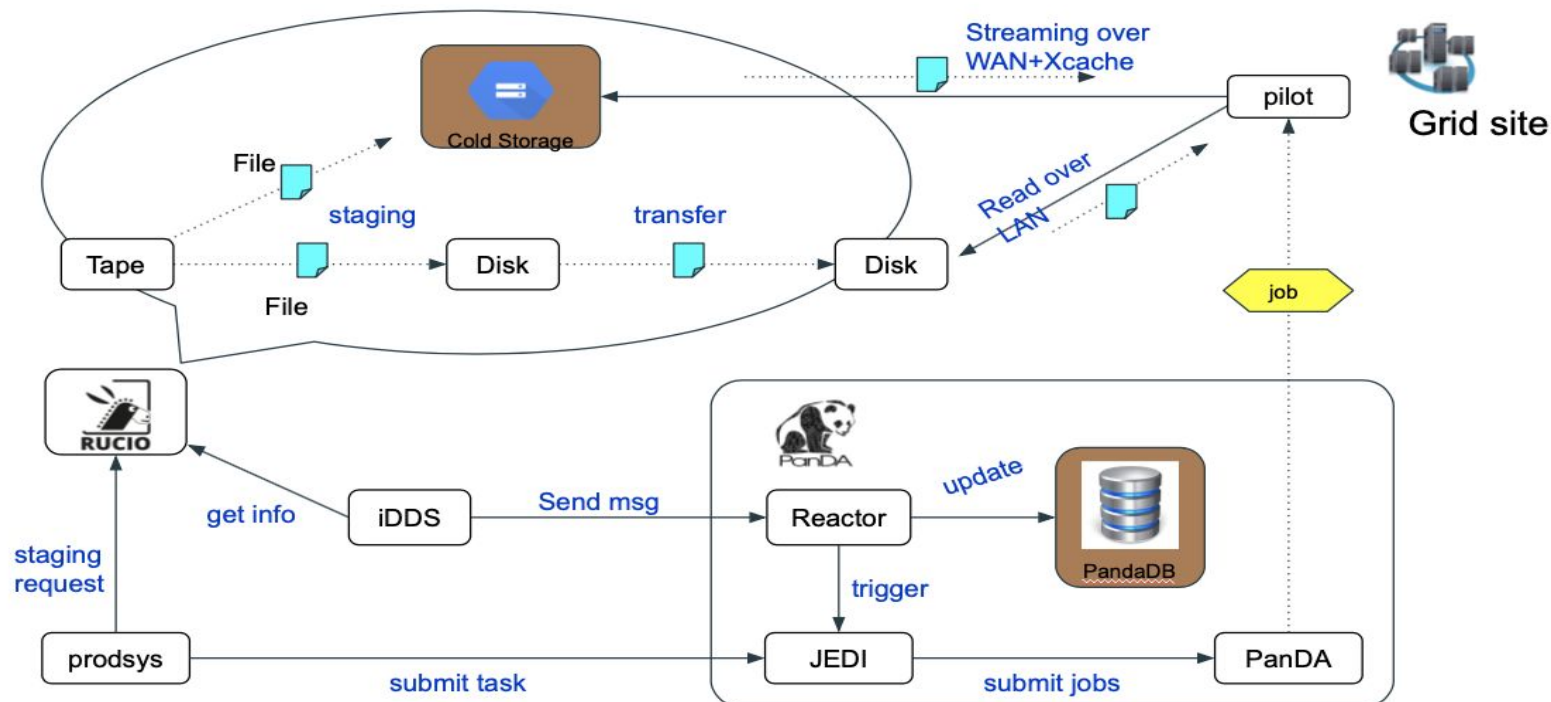 Streaming over
WAN+Xcache
pilot
Grid site
Cold Storage
File
staging
transfer
Read over
LAN
Tape
Disk
Disk
File
job
RUCIO
PanDA
get info
iDDS
Send msg
Reactor
update
PandaDB
staging
request
trigger
prodsys
submit task
JEDI
submit jobs
PanDA